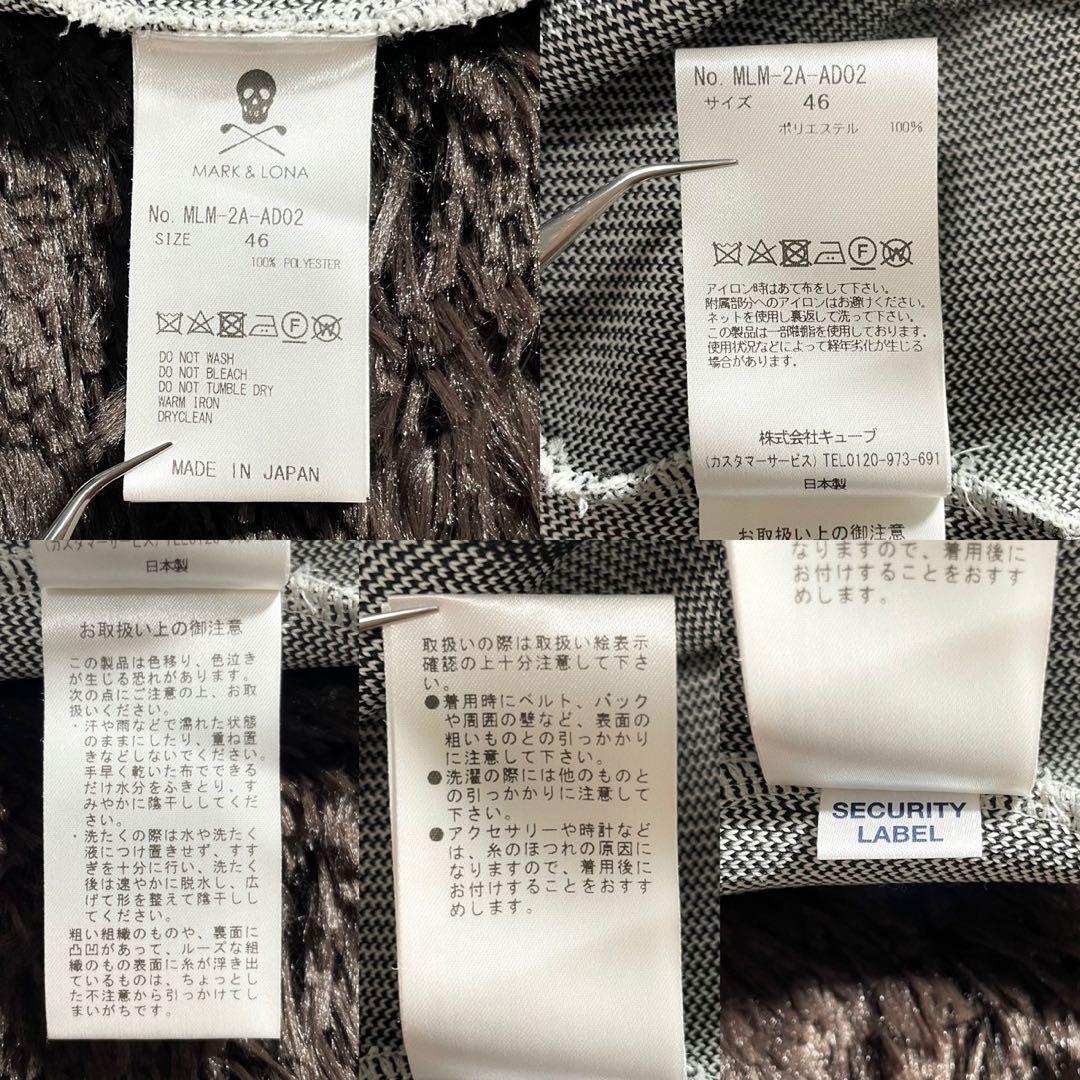 MARK & LONA
No. MLM-2A-AD02
SIZE 46
100% POLYESTER
DO NOT WASH
DO NOT BLEACH
DO NOT TUMBLE DRY
WARM IRON
DRYCLEAN
MADE IN JAPAN
No. MLM-2A-AD02
サイズ 46
ポリエステル 100%
アイロン時はあて布をして下さい。
附属部分へのアイロンはお避けください。
ネットを使用し裏返して洗って下さい。
この製品は一部樹脂を使用しております。
使用状況などによって経年劣化が生じる
場合があります。
株式会社キューブ
(カスタマーサービス) TEL0120-973-691
日本製
お取扱い上の御注意
(カスタマーサービス) TEL0120
日本製
お取扱い上の御注意
この製品は色移り、色泣き
が生じる恐れがあります。
次の点にご注意の上、お取
扱いください。
・汗や雨などで濡れた状態
のままにしたり、重ね置
きなどしないでください。
手早く乾いた布でできる
だけ水分をふきとり、す
みやかに陰干ししてくだ
さい。
・洗たくの際は水や洗たく
液につけ置きせず、すす
ぎを十分に行い、洗たく
後は速やかに脱水し、広
げて形を整えて陰干しし
てください。
粗い組織のものや、裏面に
凸凹があって、ルーズな組
織のもの表面に糸が浮き出
ているものは、ちょっとし
た不注意から引っかけてし
まいがちです。
取扱いの際は取扱い絵表示
確認の上十分注意して下さ
い。
●着用時にベルト、バック
や周囲の壁など、表面の
粗いものとの引っかかり
に注意して下さい。
●洗濯の際には他のものと
の引っかかりに注意して
下さい。
●アクセサリーや時計など
は、糸のほつれの原因に
なりますので、着用後に
お付けすることをおすす
めします。
なりますので、着用後に
お付けすることをおすす
めします。
SECURITY
LABEL